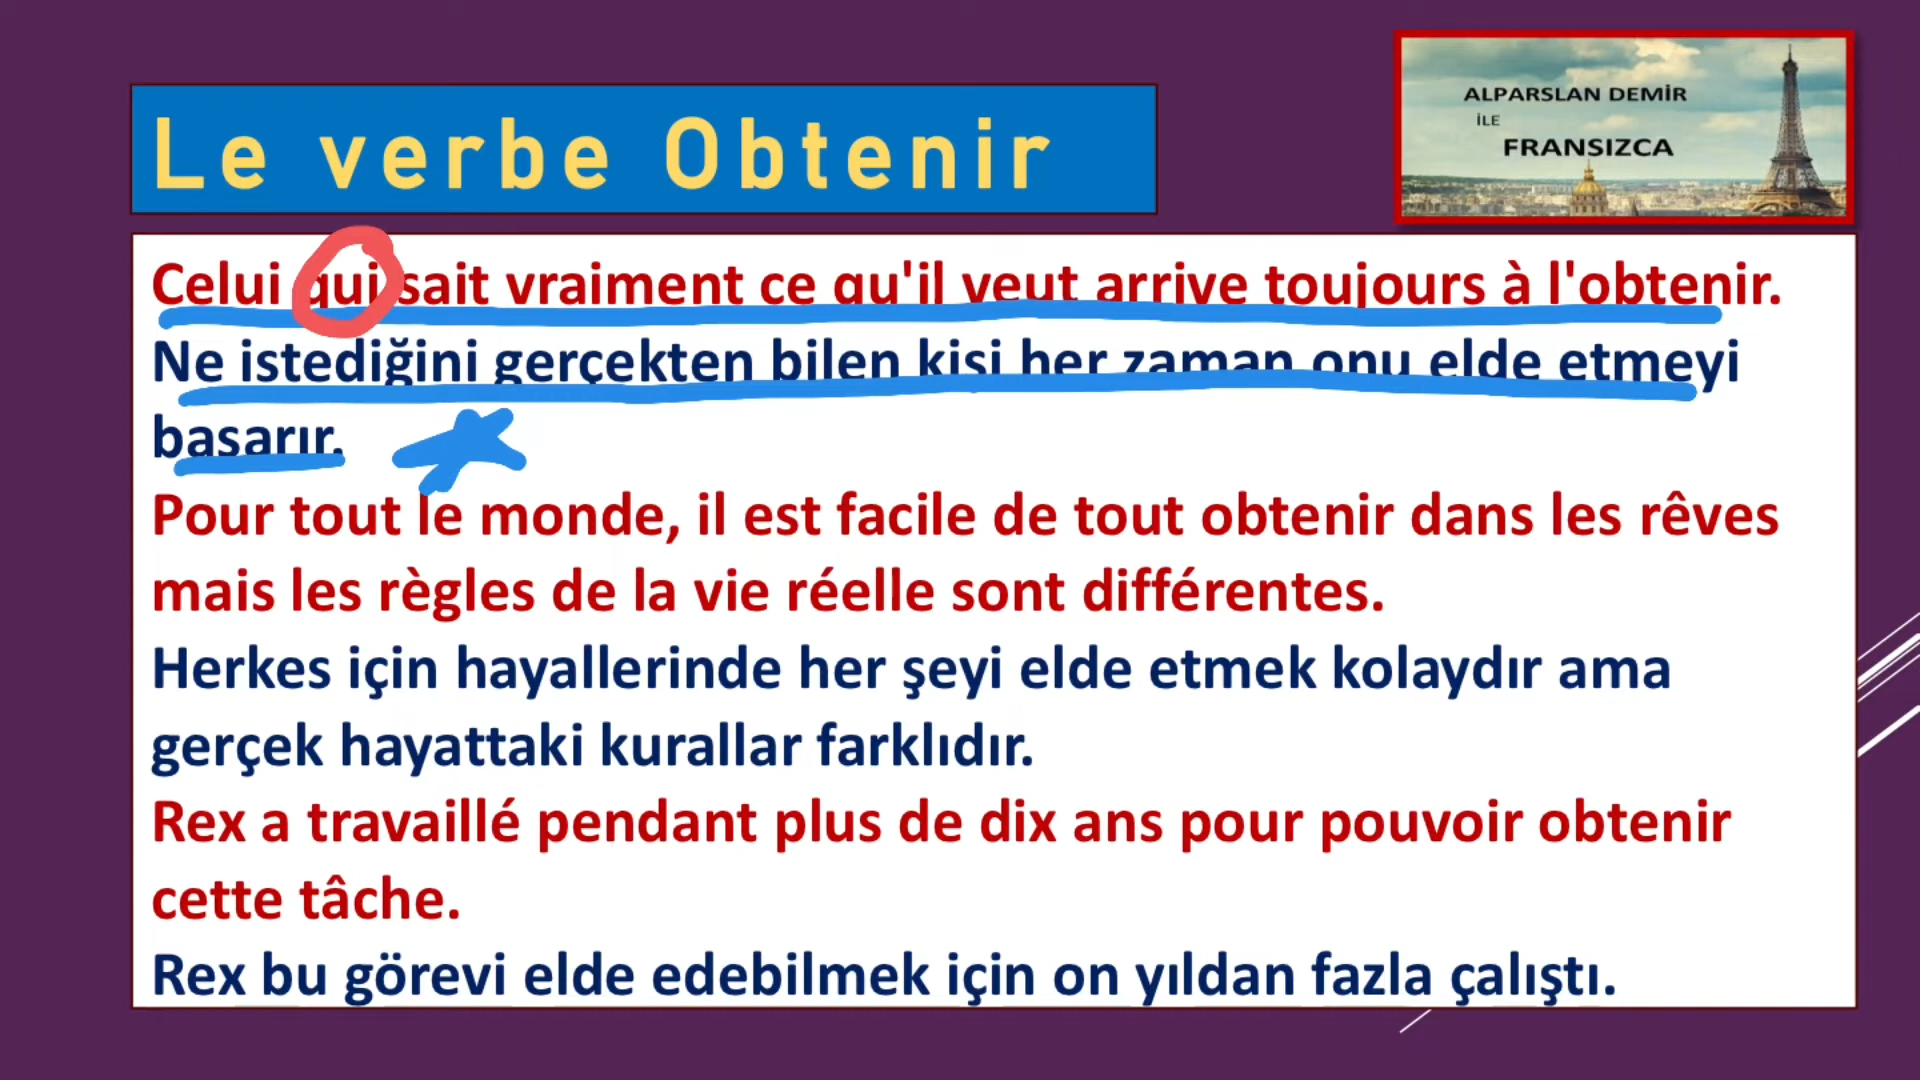 Le verbe Obtenir
ALPARSLAN DEMİR
İLE
FRANSIZCA
Celui qui sait vraiment ce qu'il veut arrive toujours à l'obtenir.
Ne istediğini gerçekten bilen kişi her zaman onu elde etmeyi
başarır.
Pour tout le monde, il est facile de tout obtenir dans les rêves
mais les règles de la vie réelle sont différentes.
Herkes için hayallerinde her şeyi elde etmek kolaydır ama
gerçek hayattaki kurallar farklıdır.
Rex a travaillé pendant plus de dix ans pour pouvoir obtenir
cette tâche.
Rex bu görevi elde edebilmek için on yıldan fazla çalıştı.